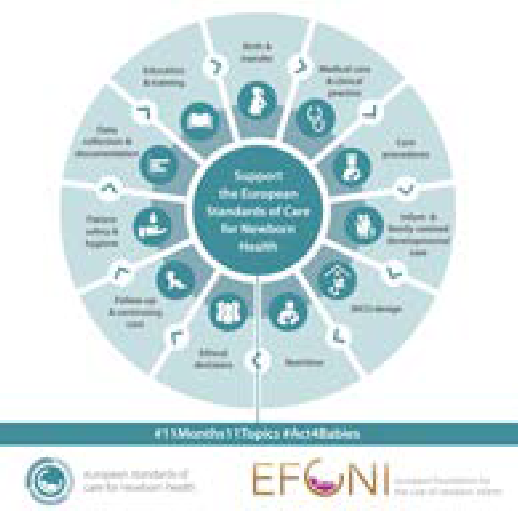 Birth &
transfer
Medical care
& clinical
practice
Care
procedures
Infant- &
family-centred
developmental
care
NICU design
Nutrition
Ethical
decisions
Follow-up
& continuing
care
Patient
safety &
hygiene
Data
collection &
documentation
Education
& training
Support
the European
Standards of Care
for Newborn
Health
#11Months11Topics #Act4Babies
european standards of
care for newborn health
EFCNI
european foundation for
the care of newborn infants